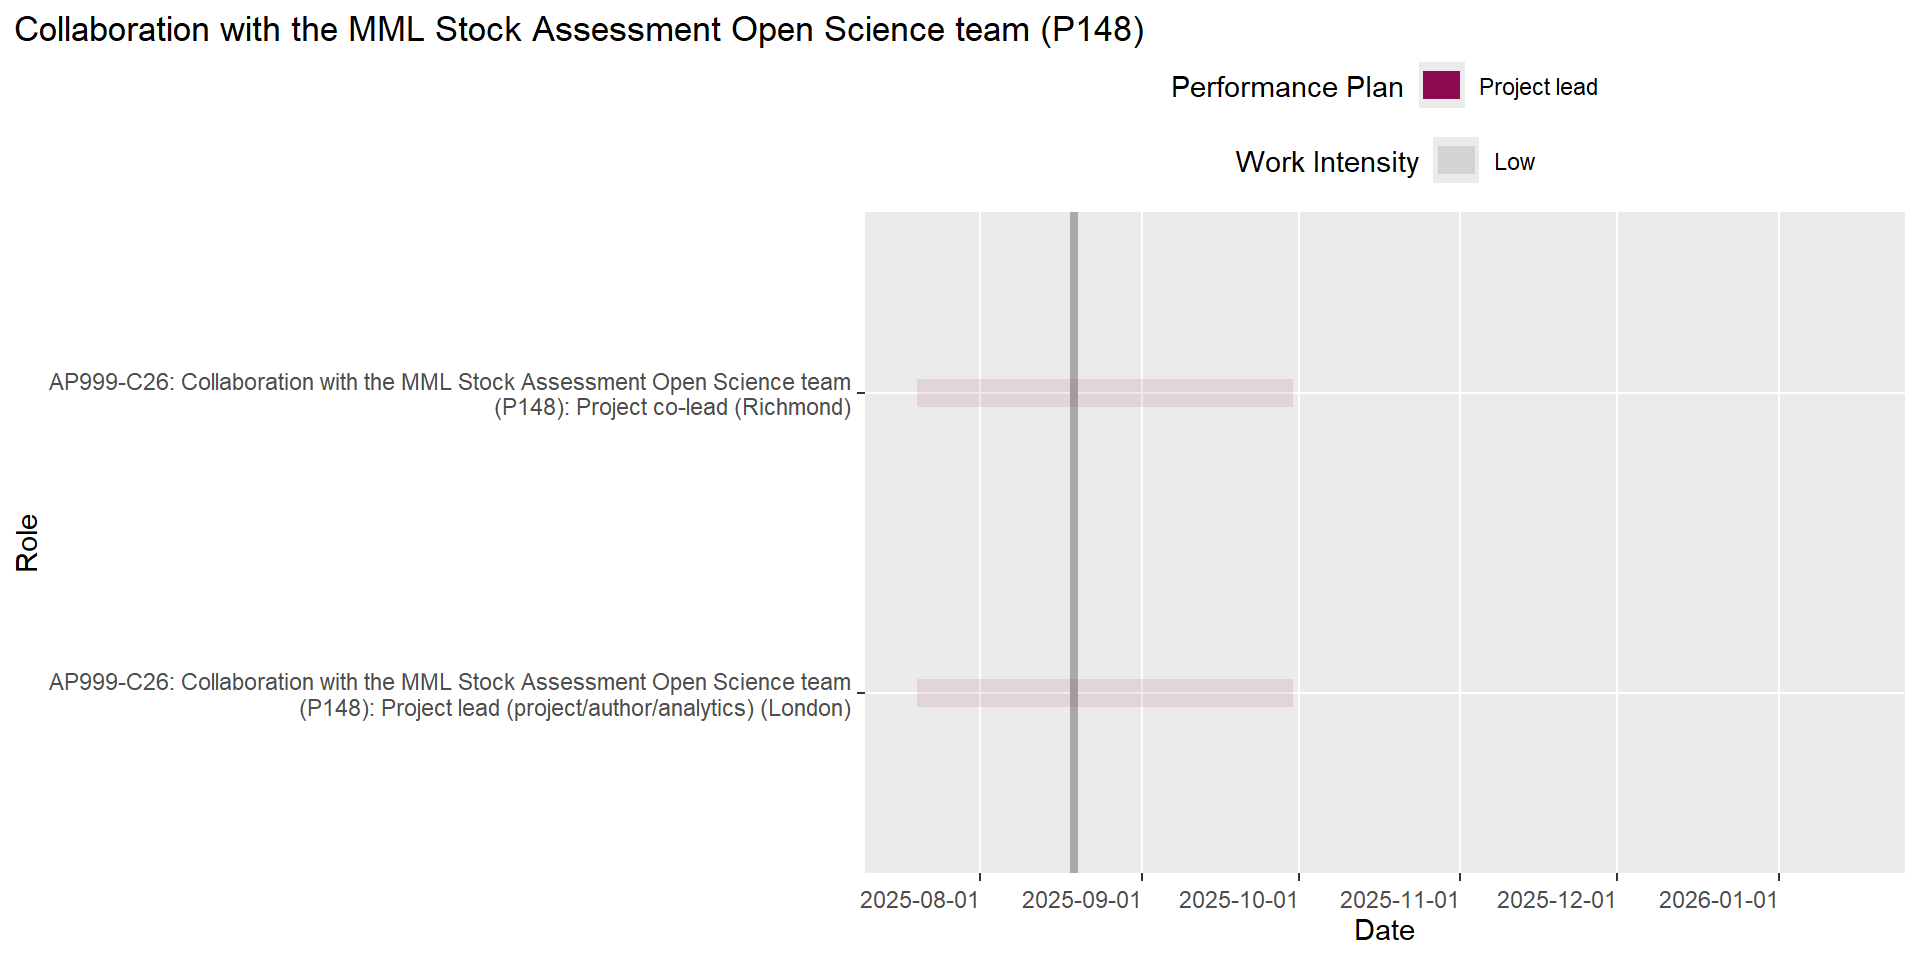 Collaboration with the MML Stock Assessment Open Science team (P148)
Performance Plan
Project lead
Work Intensity
Low
AP999-C26: Collaboration with the MML Stock Assessment Open Science team
(P148): Project co-lead (Richmond)
Role
AP999-C26: Collaboration with the MML Stock Assessment Open Science team
(P148): Project lead (project/author/analytics) (London)
2025-08-01 2025-09-01 2025-10-01 2025-11-01 2025-12-01 2026-01-01
Date